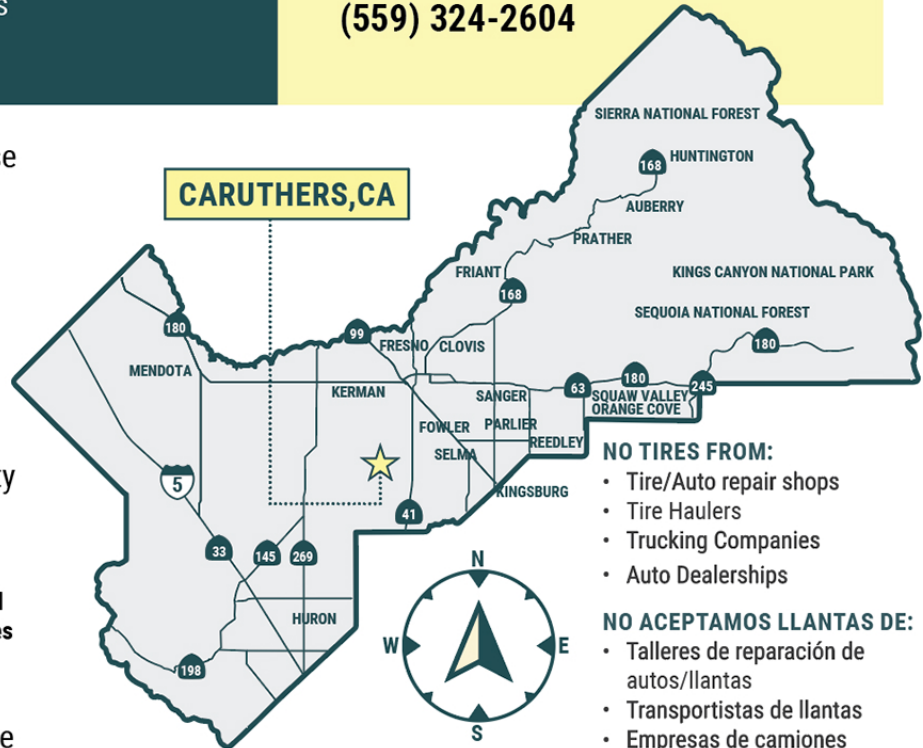 (559) 324-2604
SIERRA NATIONAL FOREST
168
HUNTINGTON
CARUTHERS,CA
AUBERRY
PRATHER
FRIANT
KINGS CANYON NATIONAL PARK
168
SEQUOIA NATIONAL FOREST
180
99
180
FRESNO
CLOVIS
MENDOTA
KERMAN
SANGER
63
180
245
SQUAW VALLEY
ORANGE COVE
FOWLER
PARLIER
SELMA
REEDLEY
5
KINGSBURG
41
33
145
269
HURON
198
N
W
E
S
NO TIRES FROM:
• Tire/Auto repair shops
• Tire Haulers
• Trucking Companies
• Auto Dealerships
NO ACEPTAMOS LLANTAS DE:
• Talleres de reparación de
autos/llantas
• Transportistas de llantas
• Empresas de camiones